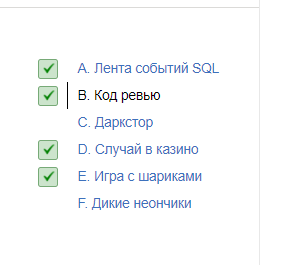 A. Лента событий SQL
B. Код ревью
C. Даркстор
D. Случай в казино
E. Игра с шариками
F. Дикие неончики